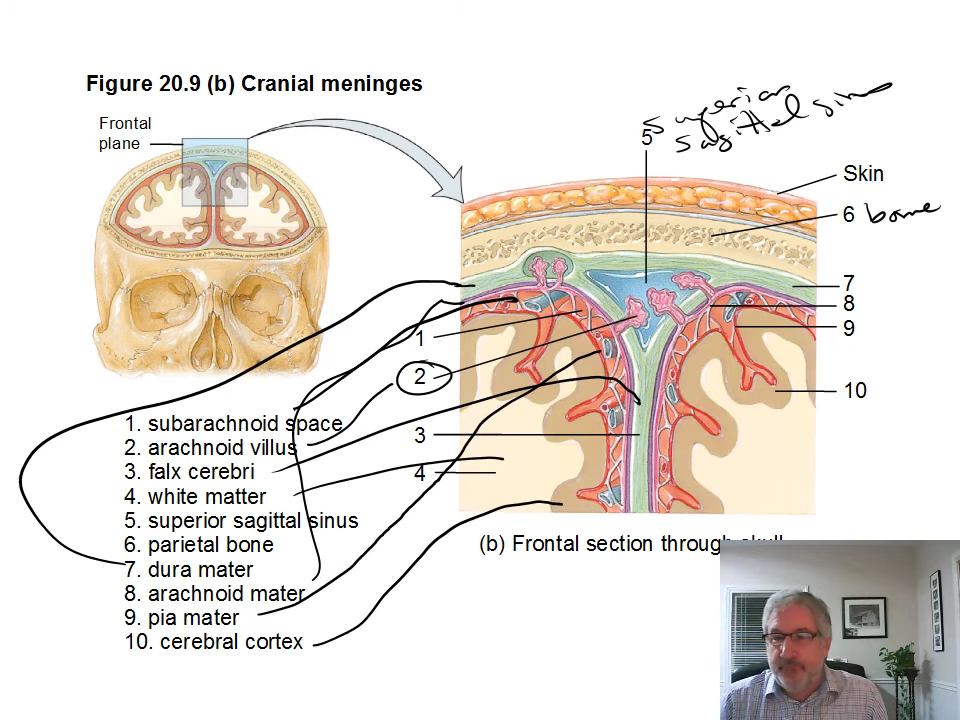 Figure 20.9 (b) Cranial meninges
Frontal
plane
superior
sagittal sinus
5
Skin
6 bone
7
8
9
10
1
2
3
4
1. subarachnoid space
2. arachnoid villus
3. falx cerebri
4. white matter
5. superior sagittal sinus
6. parietal bone
7. dura mater
8. arachnoid mater
9. pia mater
10. cerebral cortex
(b) Frontal section through skull